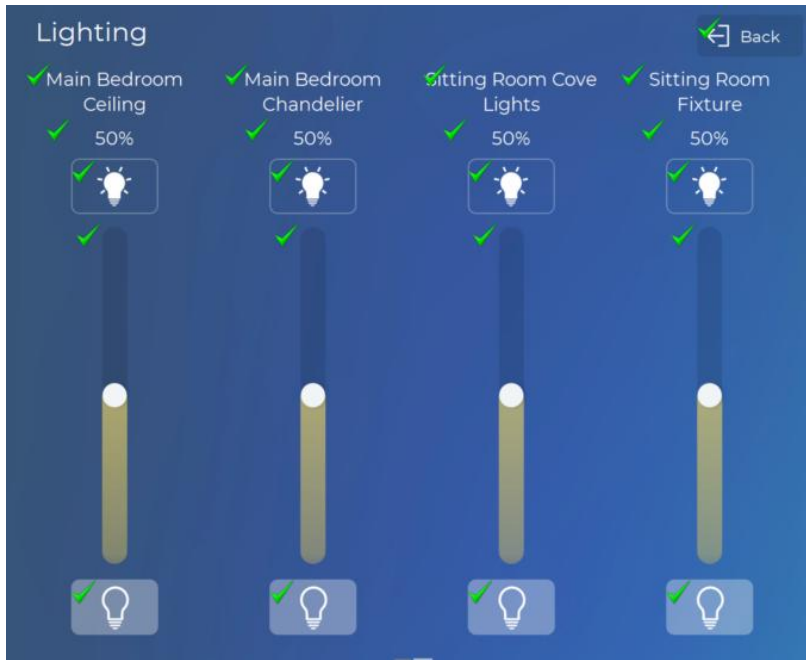 Lighting
Back
Main Bedroom
Ceiling
Main Bedroom
Chandelier
Sitting Room Cove
Lights
Sitting Room
Fixture
50%
50%
50%
50%